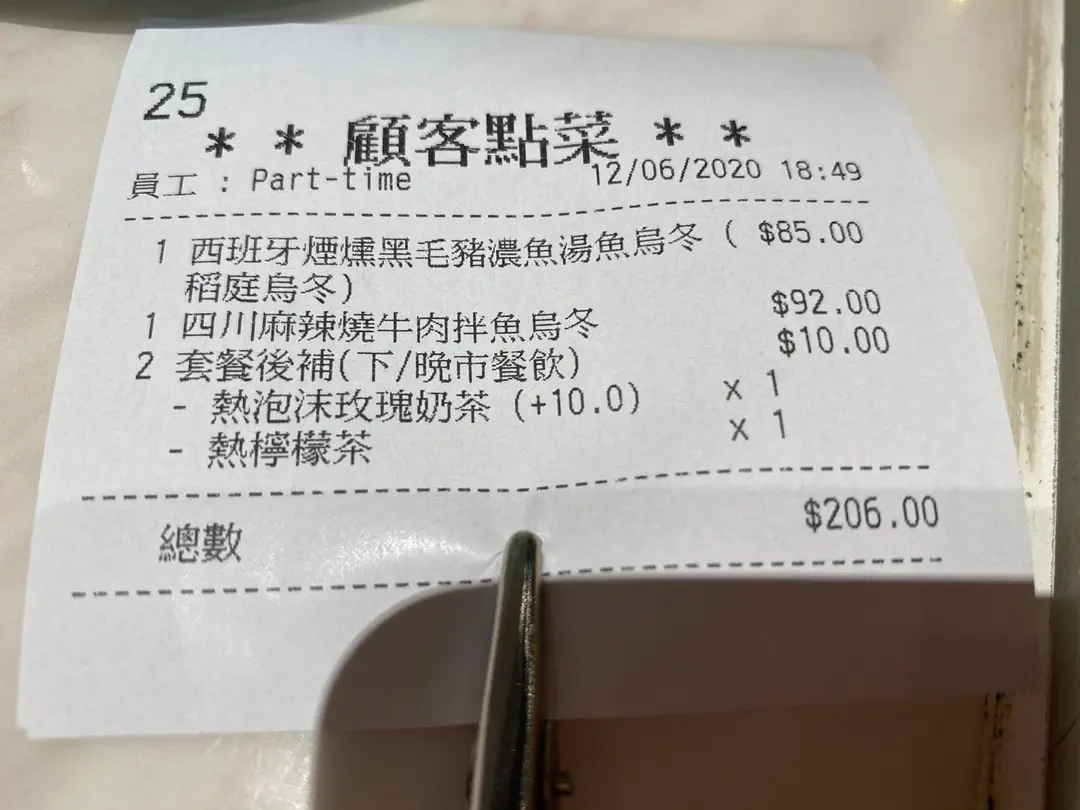 25
* * 顧客點菜 * *
員工 : Part-time 12/06/2020 18:49
1 西班牙煙燻黑毛豬濃魚湯魚烏冬 ( $85.00
稻庭烏冬)
1 四川麻辣燒牛肉拌魚烏冬 $92.00
2 套餐後補(下/晚市餐飲) $10.00
- 熱泡沫玫瑰奶茶 (+10.0) x 1
- 熱檸檬茶 x 1
總數 $206.00